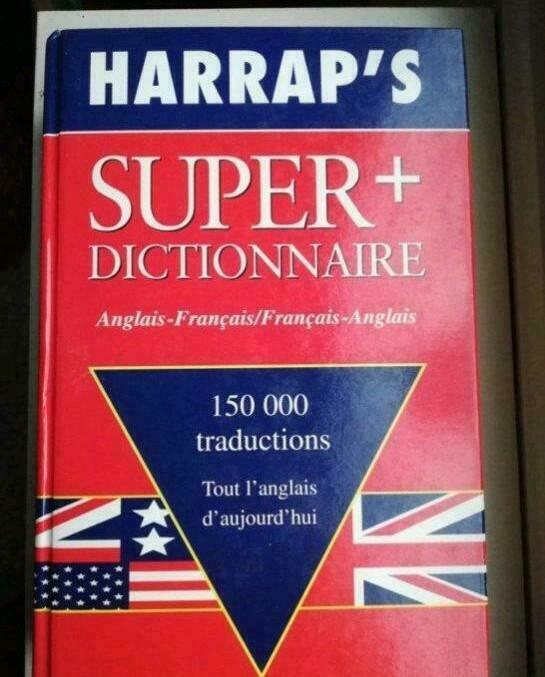 HARRAP'S
SUPER+
DICTIONNAIRE
Anglais-Français/Français-Anglais
150 000
traductions
Tout l'anglais
d'aujourd'hui